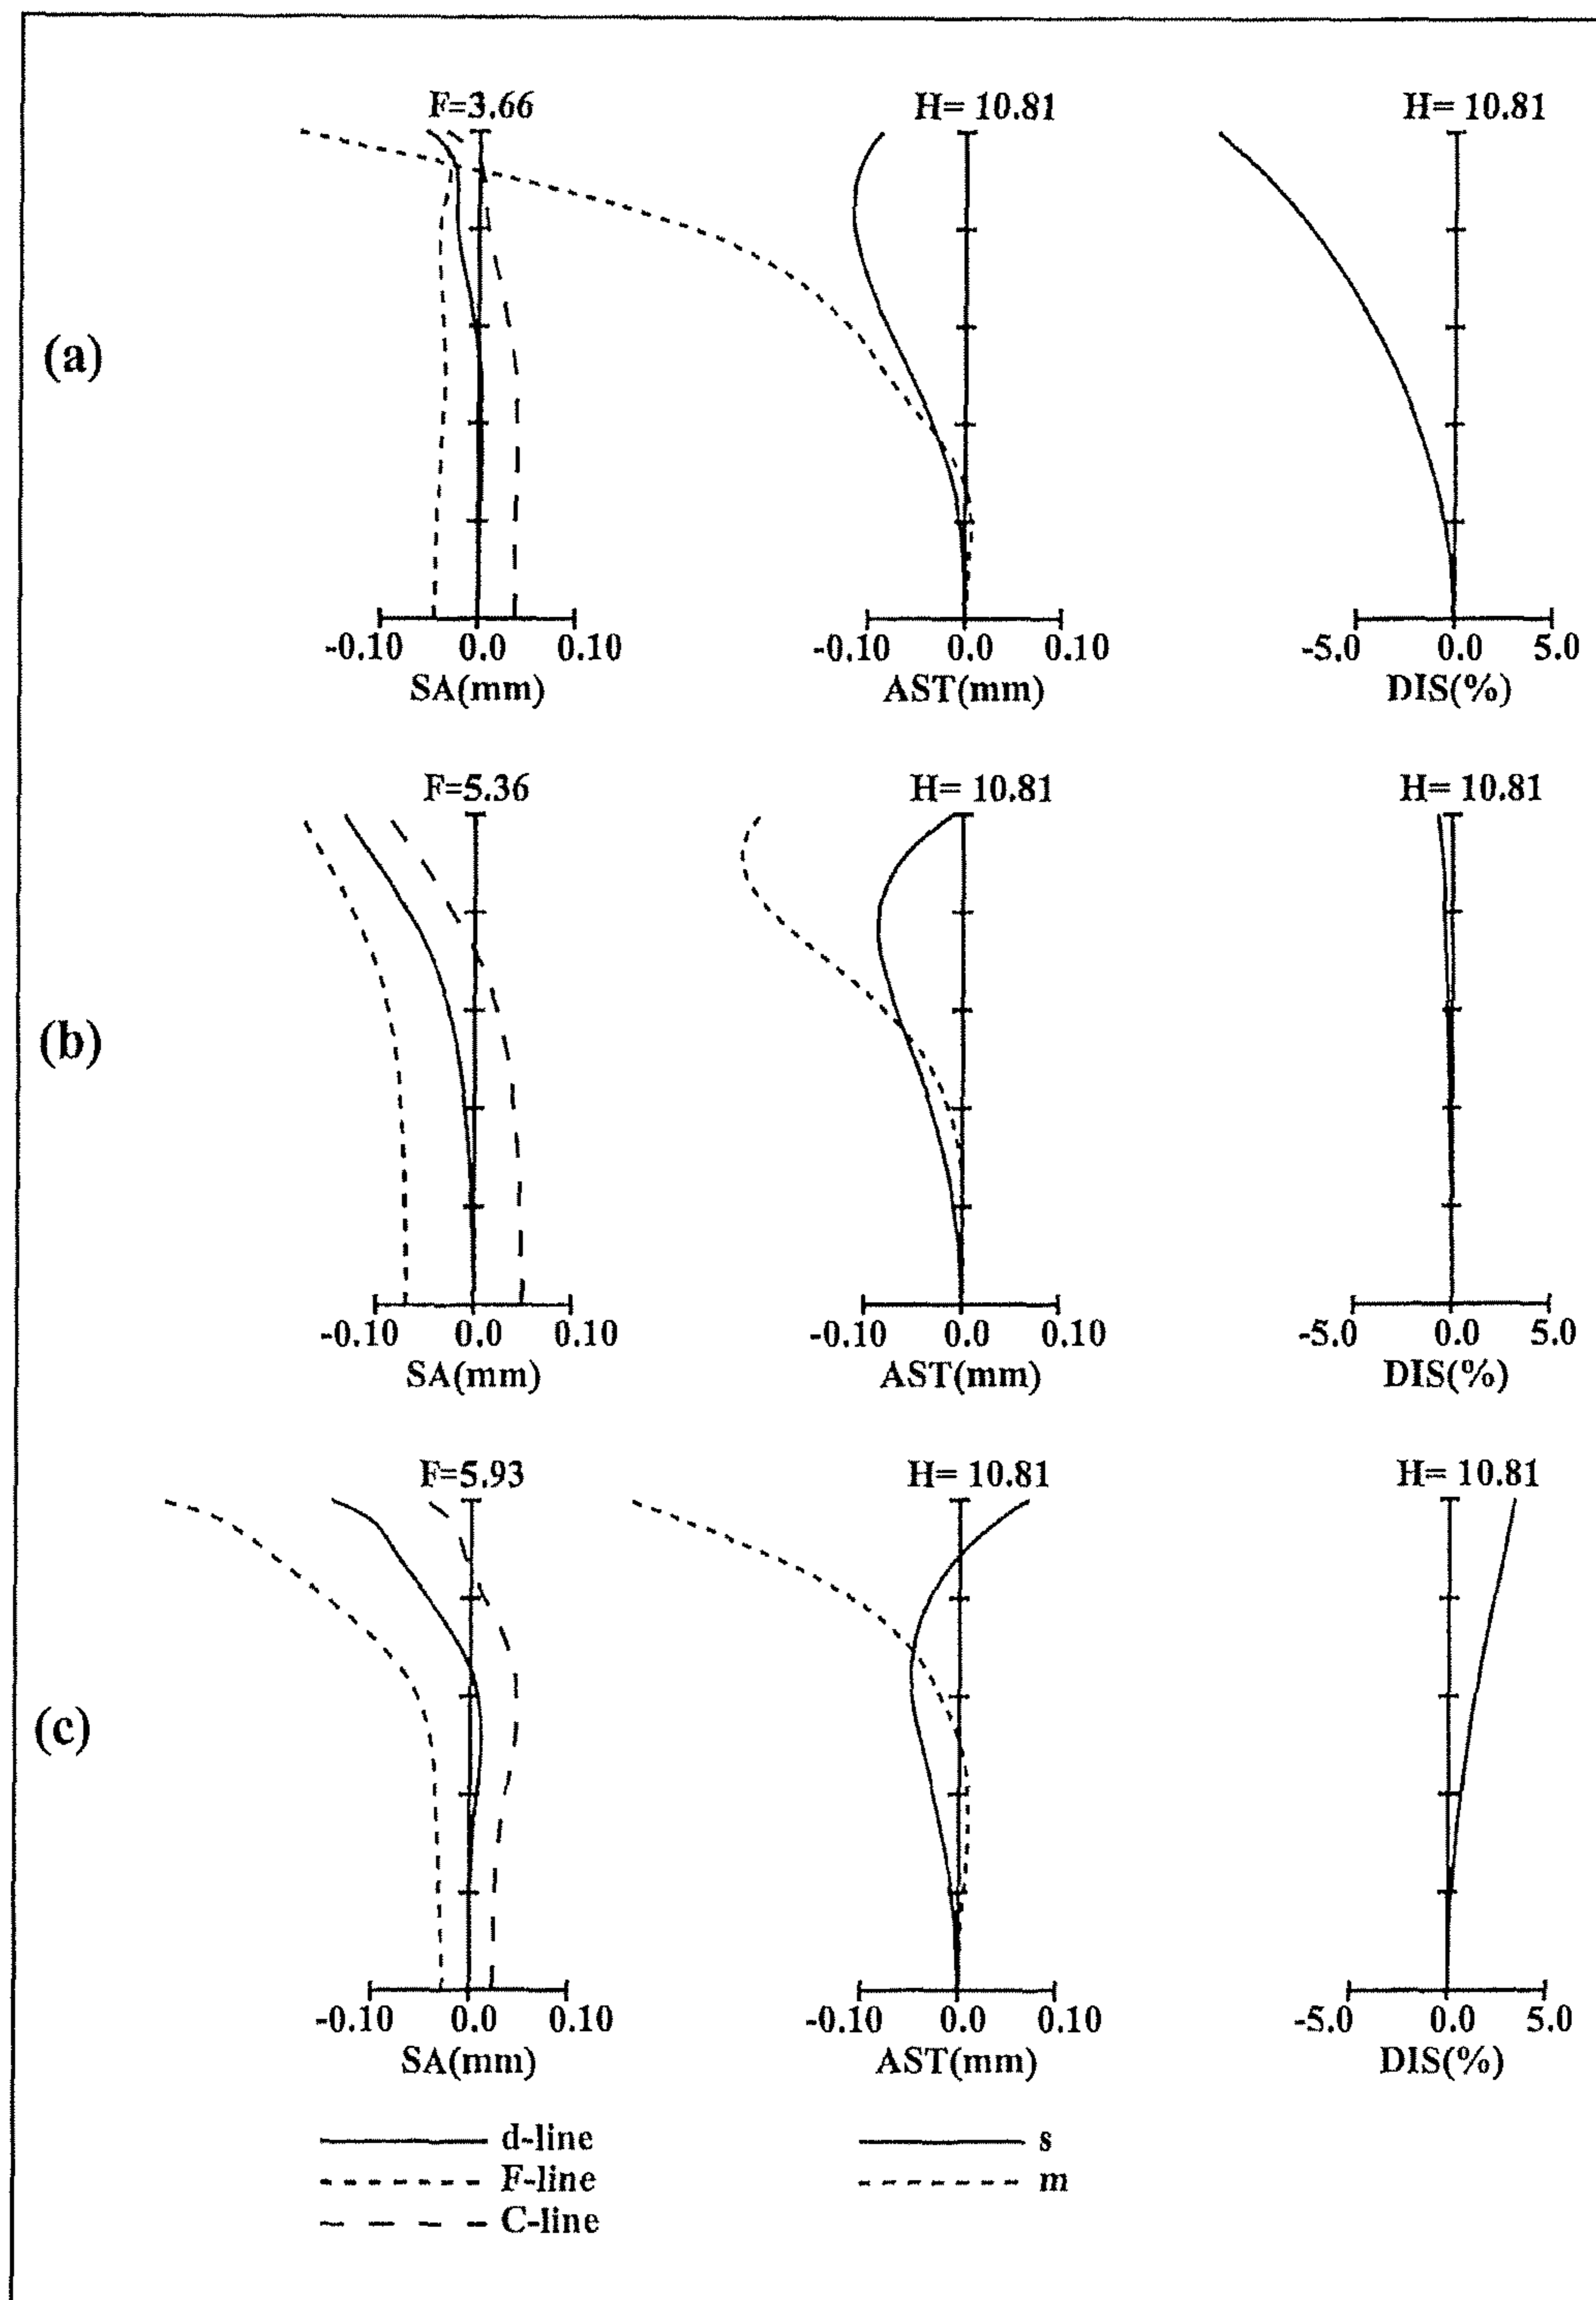 F=3.66 H= 10.81 H= 10.81
(a)
-0.10 0.0 0.10 -0.10 0.0 0.10 -5.0 0.0 5.0
SA(mm) AST(mm) DIS(%)
F=5.36 H= 10.81 H= 10.81
(b)
-0.10 0.0 0.10 -0.10 0.0 0.10 -5.0 0.0 5.0
SA(mm) AST(mm) DIS(%)
F=5.93 H= 10.81 H= 10.81
(c)
-0.10 0.0 0.10 -0.10 0.0 0.10 -5.0 0.0 5.0
SA(mm) AST(mm) DIS(%)
d-line s
F-line m
C-line